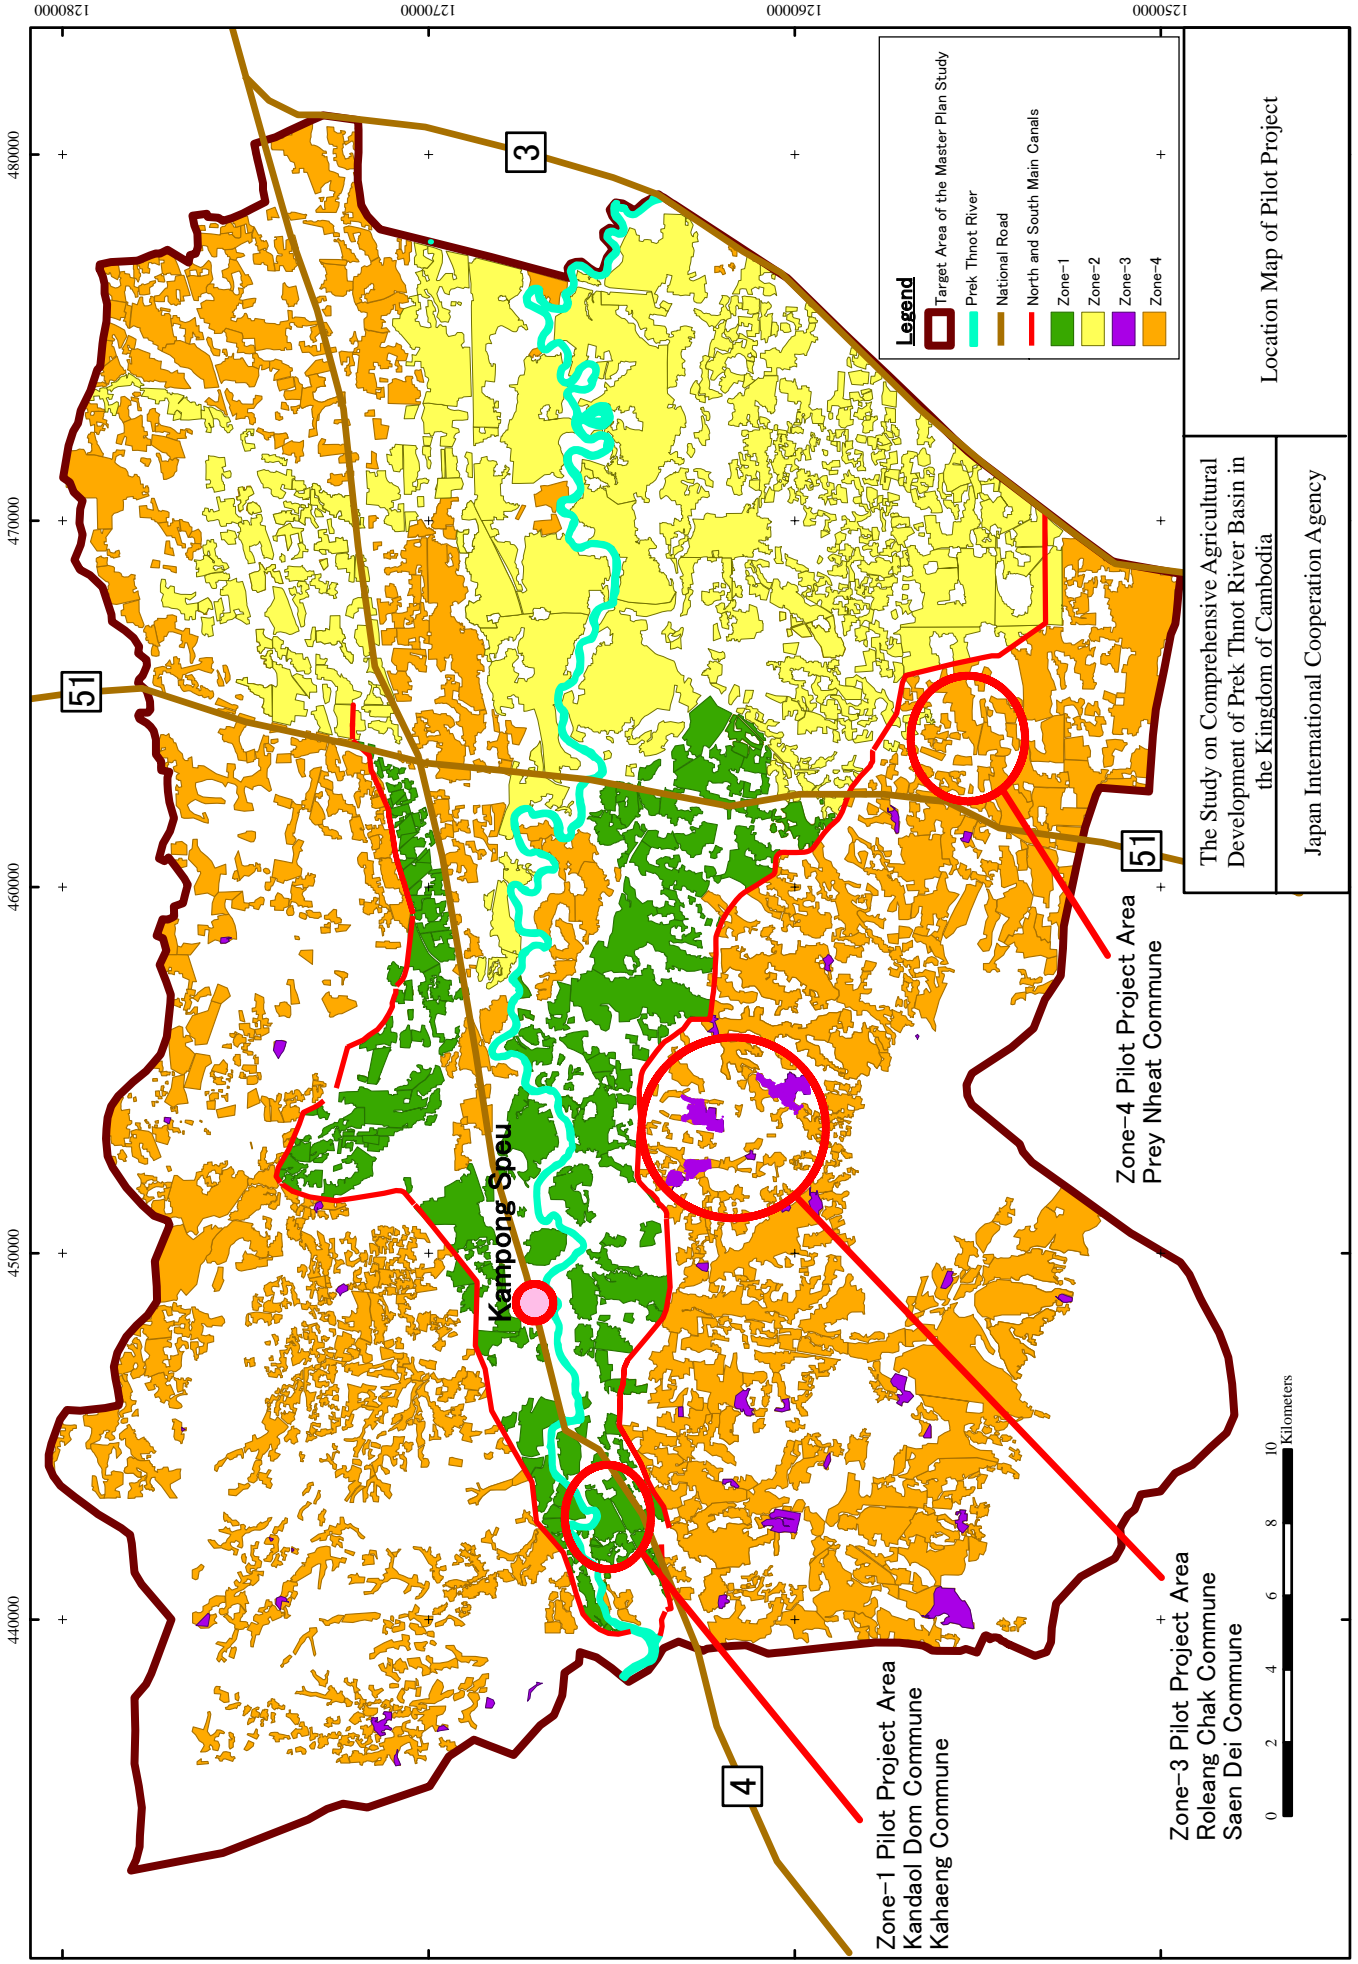 1280000
1270000
1260000
1250000
480000
470000
460000
450000
440000
3
51
51
4
Kampong Speu
Legend
Target Area of the Master Plan Study
Prek Thnot River
National Road
North and South Main Canals
Zone-1
Zone-2
Zone-3
Zone-4
Zone-1 Pilot Project Area
Kandaol Dom Commune
Kahaeng Commune
Zone-3 Pilot Project Area
Roleang Chak Commune
Saen Dei Commune
Zone-4 Pilot Project Area
Prey Nheat Commune
0 2 4 6 8 10
Kilometers
The Study on Comprehensive Agricultural
Development of Prek Thnot River Basin in
the Kingdom of Cambodia
Japan International Cooperation Agency
Location Map of Pilot Project